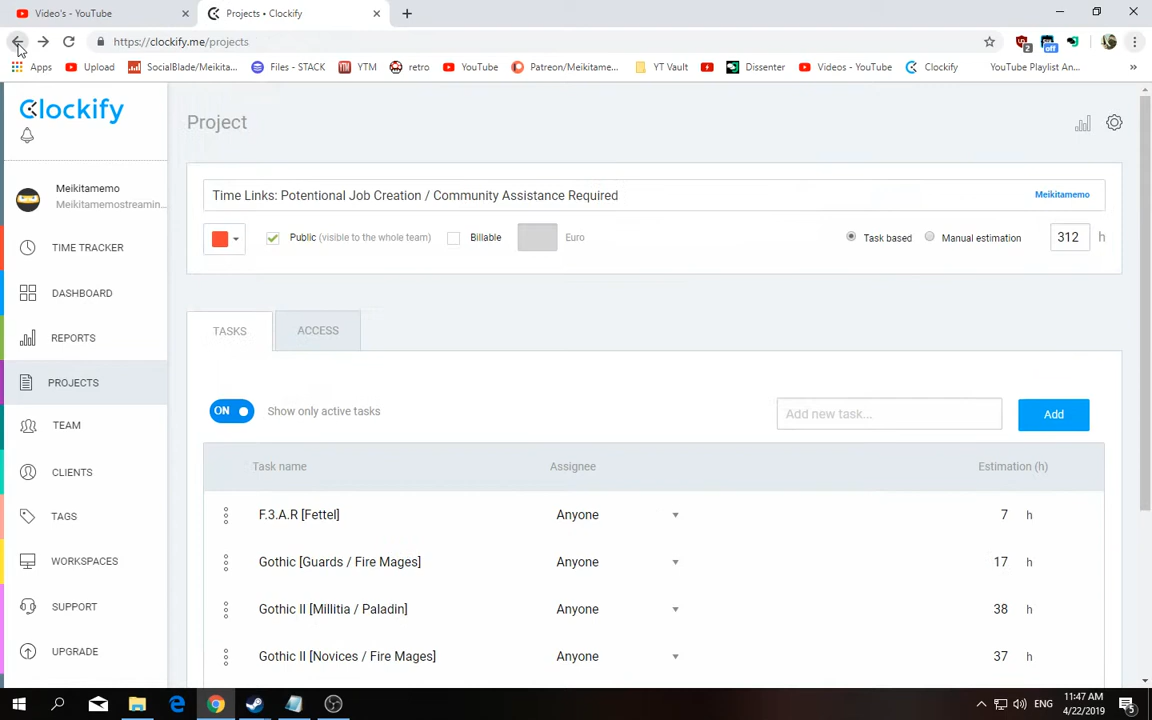 Video's - YouTube
Projects • Clockify
https://clockify.me/projects
2
off
Apps
Upload
SocialBlade/Meikita...
Files - STACK
YTM
retro
YouTube
Patreon/Meikitame...
YT Vault
Dissenter
Videos - YouTube
Clockify
YouTube Playlist An...
»
Clockify
Meikitamemo
Meikitamemostreamin...
TIME TRACKER
DASHBOARD
REPORTS
PROJECTS
TEAM
CLIENTS
TAGS
WORKSPACES
SUPPORT
UPGRADE
Project
Time Links: Potentional Job Creation / Community Assistance Required
Meikitamemo
Public (visible to the whole team)
Billable
Euro
Task based
Manual estimation
312 h
TASKS
ACCESS
ON
Show only active tasks
Add new task...
Add
Task name
Assignee
Estimation (h)
F.3.A.R [Fettel]
Anyone
7 h
Gothic [Guards / Fire Mages]
Anyone
17 h
Gothic II [Millitia / Paladin]
Anyone
38 h
Gothic II [Novices / Fire Mages]
Anyone
37 h
ENG
11:47 AM
4/22/2019
5